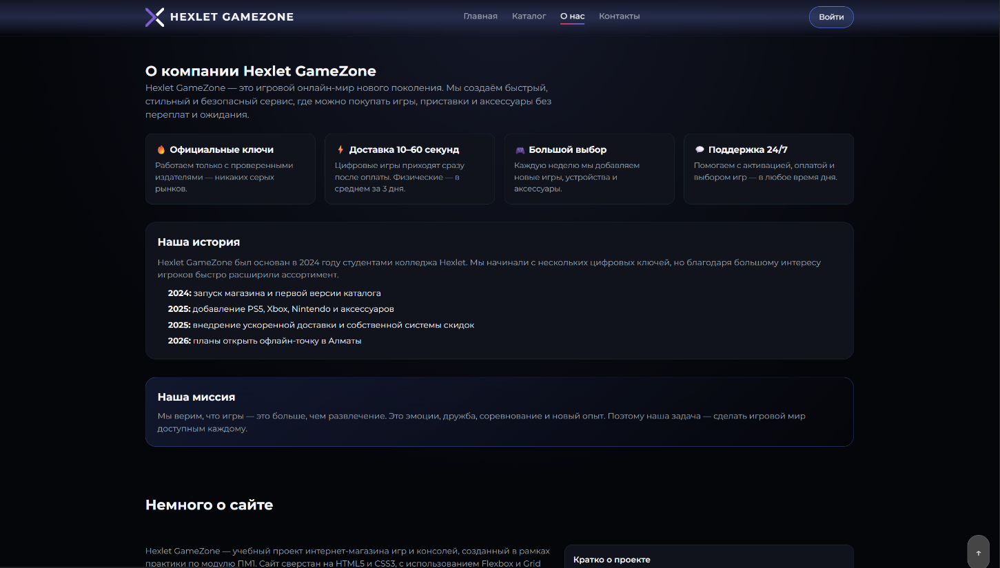 HEXLET GAMEZONE
Главная
Каталог
О нас
Контакты
Войти
О компании Hexlet GameZone
Hexlet GameZone — это игровой онлайн-мир нового поколения. Мы создаём быстрый,
стильный и безопасный сервис, где можно покупать игры, приставки и аксессуары без
переплат и ожидания.
Официальные ключи
Работаем только с проверенными
издателями — никаких серых
рынков.
Доставка 10–60 секунд
Цифровые игры приходят сразу
после оплаты. Физические — в
среднем за 3 дня.
Большой выбор
Каждую неделю мы добавляем
новые игры, устройства и
аксессуары.
Поддержка 24/7
Помогаем с активацией, оплатой и
выбором игр — в любое время дня.
Наша история
Hexlet GameZone был основан в 2024 году студентами колледжа Hexlet. Мы начинали с нескольких цифровых ключей, но благодаря большому интересу
игроков быстро расширили ассортимент.
2024: запуск магазина и первой версии каталога
2025: добавление PS5, Xbox, Nintendo и аксессуаров
2025: внедрение ускоренной доставки и собственной системы скидок
2026: планы открыть офлайн-точку в Алматы
Наша миссия
Мы верим, что игры — это больше, чем развлечение. Это эмоции, дружба, соревнование и новый опыт. Поэтому наша задача — сделать игровой мир
доступным каждому.
Немного о сайте
Hexlet GameZone — учебный проект интернет-магазина игр и консолей, созданный в рамках
практики по модулю ПМ1. Сайт сверстан на HTML5 и CSS3, с использованием Flexbox и Grid
Кратко о проекте
↑